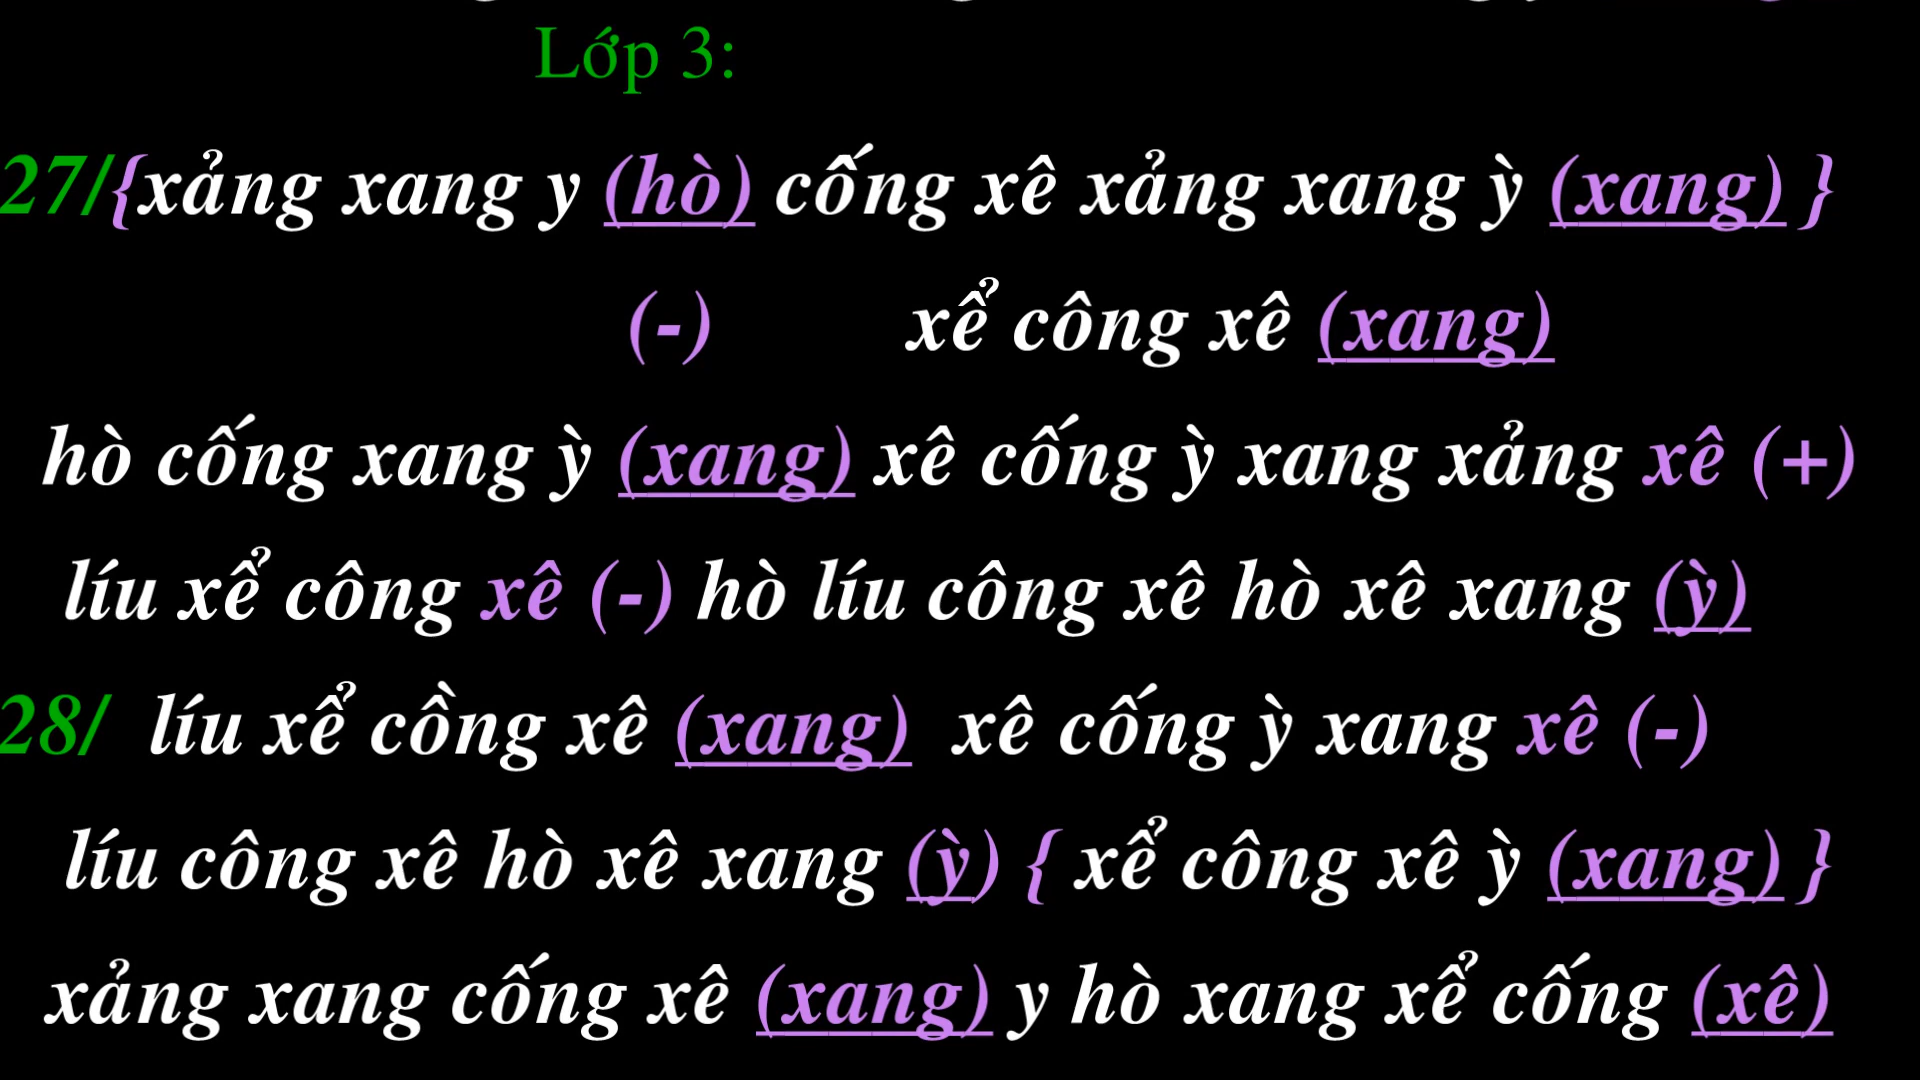 Lớp 3:
27/{xảng xang y (hò) cống xê xảng xang ỳ (xang) }
(-) xể công xê (xang)
hò cống xang ỳ (xang) xê cống ỳ xang xảng xê (+)
líu xể công xê (-) hò líu công xê hò xê xang (ỳ)
28/ líu xể cồng xê (xang) xê cống ỳ xang xê (-)
líu công xê hò xê xang (ỳ) { xể công xê ỳ (xang) }
xảng xang cống xê (xang) y hò xang xể cống (xê)